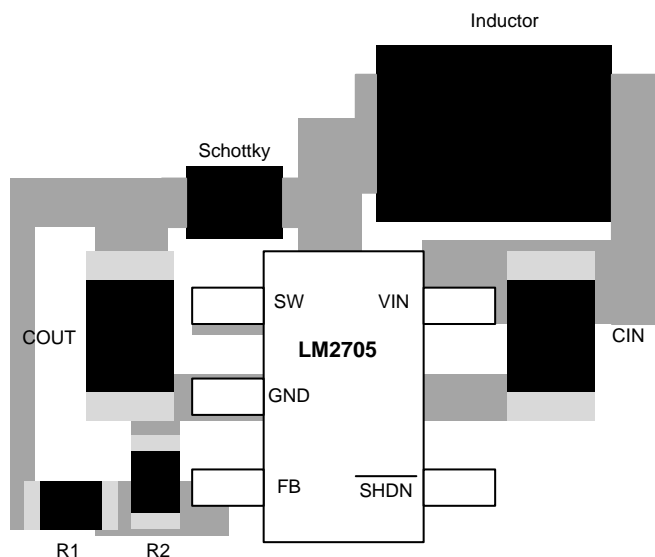 Inductor
Schottky
SW
VIN
COUT
LM2705
CIN
GND
FB
SHDN
R1
R2